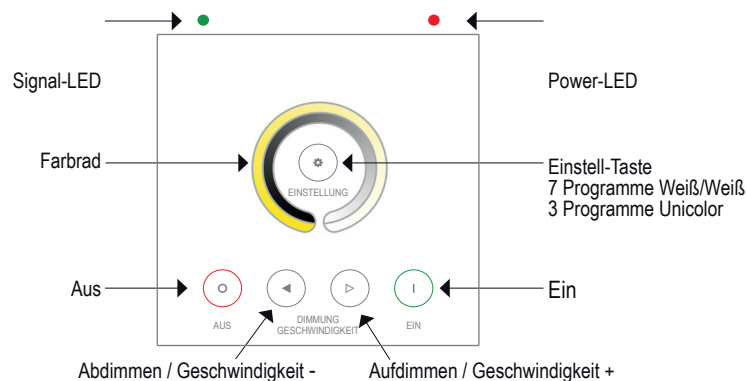 Signal-LED
Power-LED
Farbrad
EINSTELLUNG
Einstell-Taste
7 Programme Weiß/Weiß
3 Programme Unicolor
Aus
Ein
AUS
DIMMUNG
GESCHWINDIGKEIT
EIN
Abdimmen / Geschwindigkeit -
Aufdimmen / Geschwindigkeit +